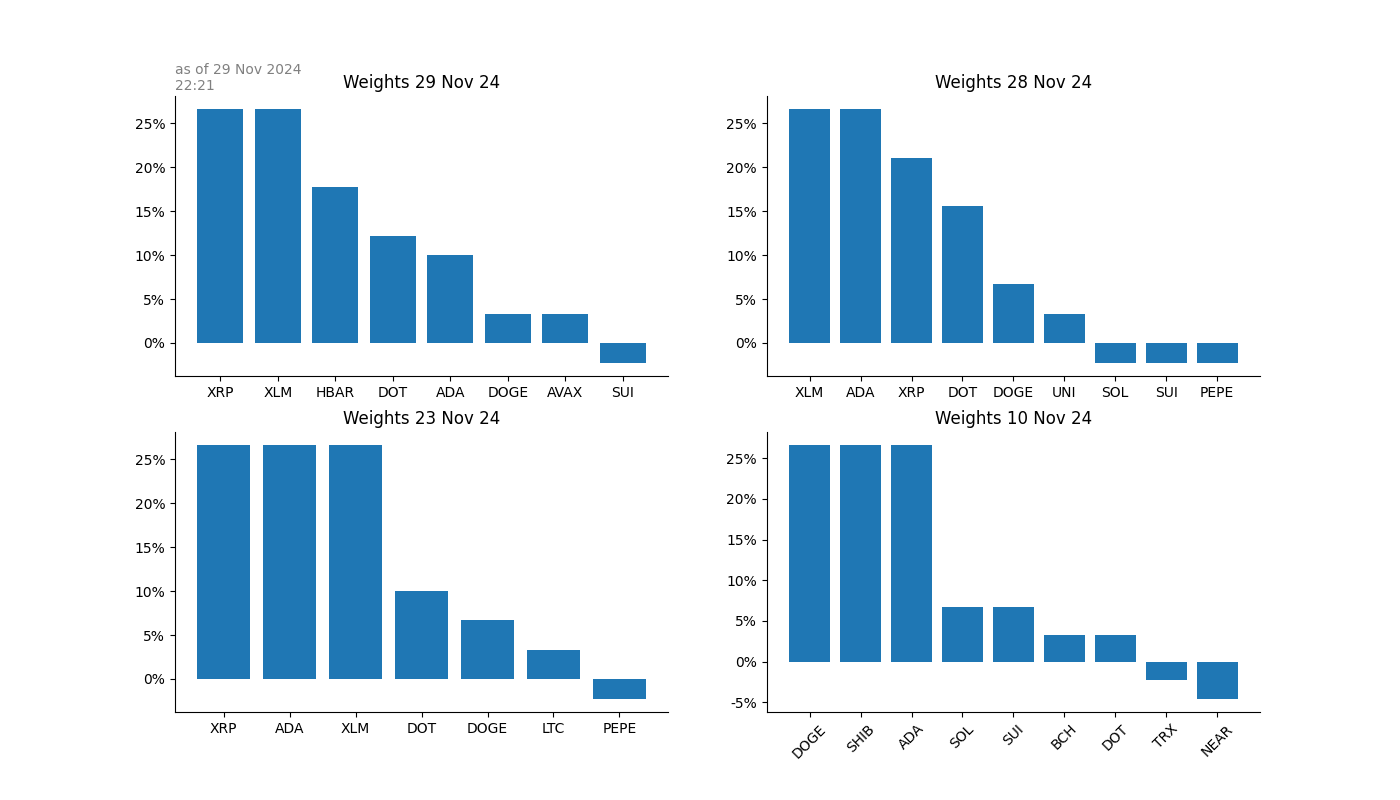 as of 29 Nov 2024
22:21
Weights 29 Nov 24
25%
20%
15%
10%
5%
0%
XRP XLM HBAR DOT ADA DOGE AVAX SUI
Weights 28 Nov 24
25%
20%
15%
10%
5%
0%
XLM ADA XRP DOT DOGE UNI SOL SUI PEPE
Weights 23 Nov 24
25%
20%
15%
10%
5%
0%
XRP ADA XLM DOT DOGE LTC PEPE
Weights 10 Nov 24
25%
20%
15%
10%
5%
0%
-5%
DOGE SHIB ADA SOL SUI BCH DOT TRX NEAR